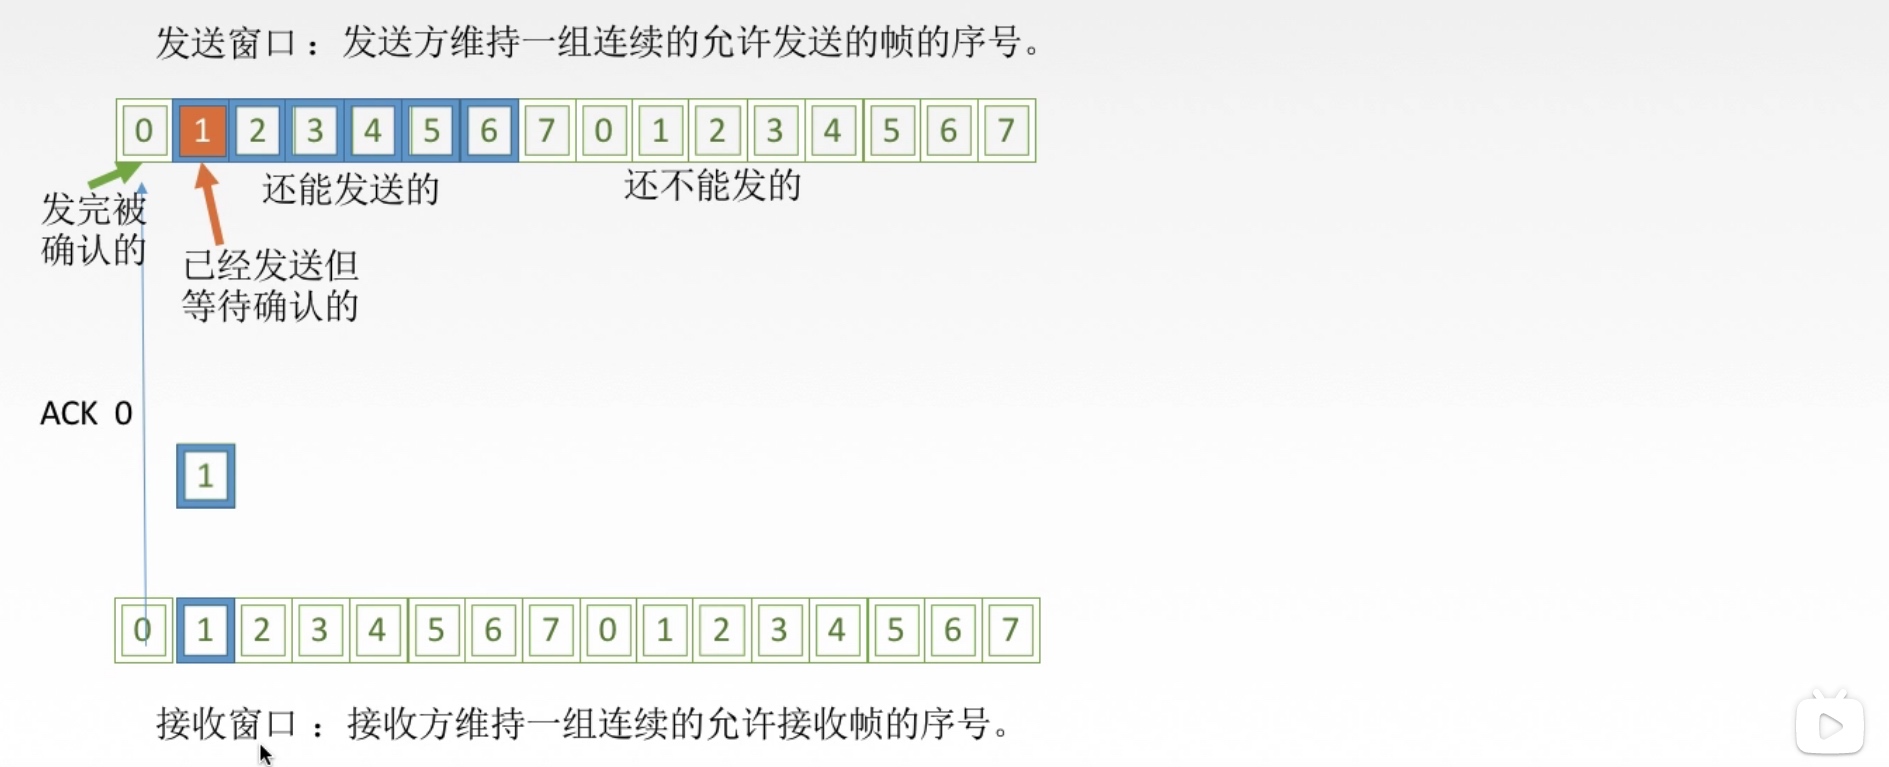 发送窗口：发送方维持一组连续的允许发送的帧的序号。
0 1 2 3 4 5 6 7 0 1 2 3 4 5 6 7
还能发送的
还不能发的
发完被
确认的
已经发送但
等待确认的
ACK 0
1
0 1 2 3 4 5 6 7 0 1 2 3 4 5 6 7
接收窗口：接收方维持一组连续的允许接收帧的序号。